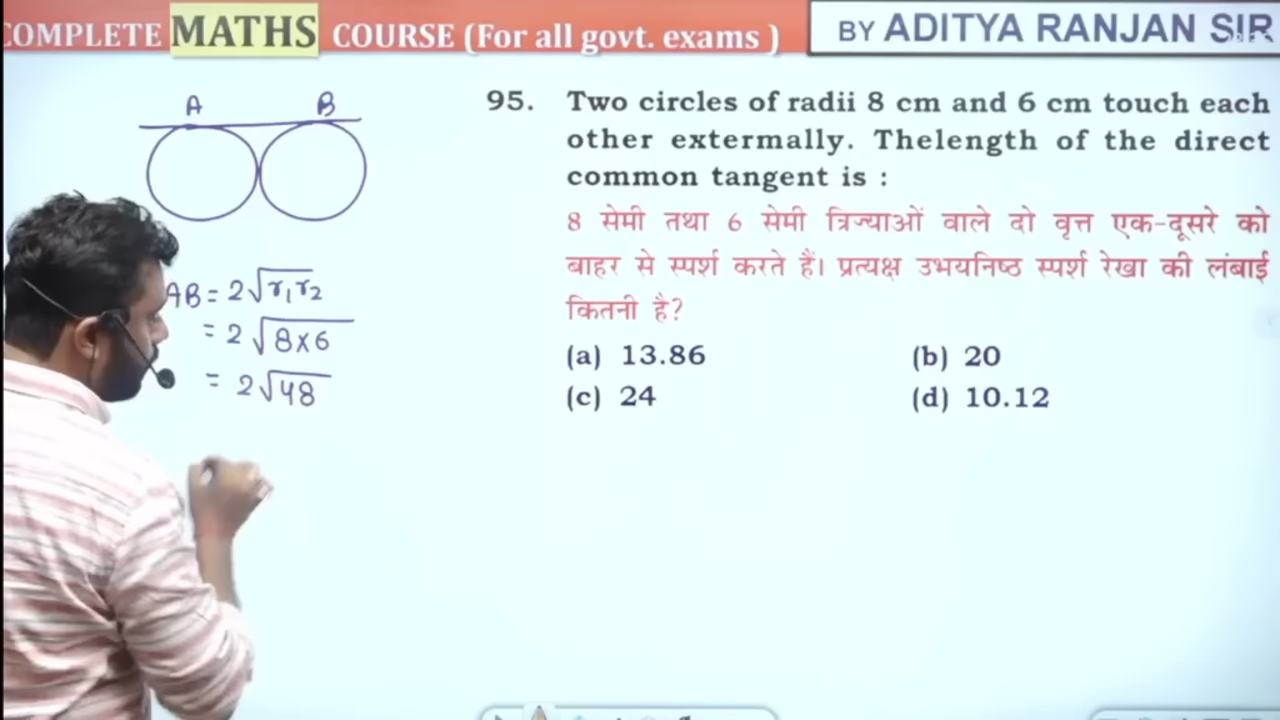 COMPLETE MATHS COURSE (For all govt. exams )
BY ADITYA RANJAN SIR
A B
AB = 2√r₁r₂
= 2√8×6
= 2√48
95. Two circles of radii 8 cm and 6 cm touch each
other extermally. Thelength of the direct
common tangent is :
8 सेमी तथा 6 सेमी त्रिज्याओं वाले दो वृत्त एक-दूसरे को
बाहर से स्पर्श करते हैं। प्रत्यक्ष उभयनिष्ठ स्पर्श रेखा की लंबाई
कितनी है?
(a) 13.86 (b) 20
(c) 24 (d) 10.12